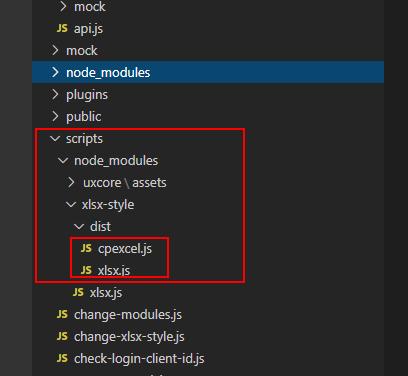 mock
JS api.js
mock
node_modules
plugins
public
scripts
node_modules
uxcore \ assets
xlsx-style
dist
JS cpexcel.js
JS xlsx.js
JS xlsx.js
JS change-modules.js
JS change-xlsx-style.js
JS check-login-client-id.js